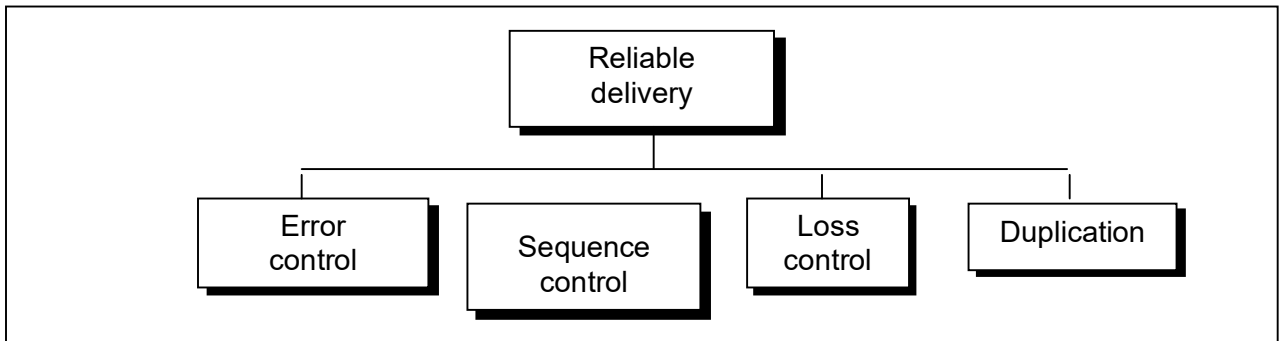 Reliable
delivery
Error
control
Sequence
control
Loss
control
Duplication